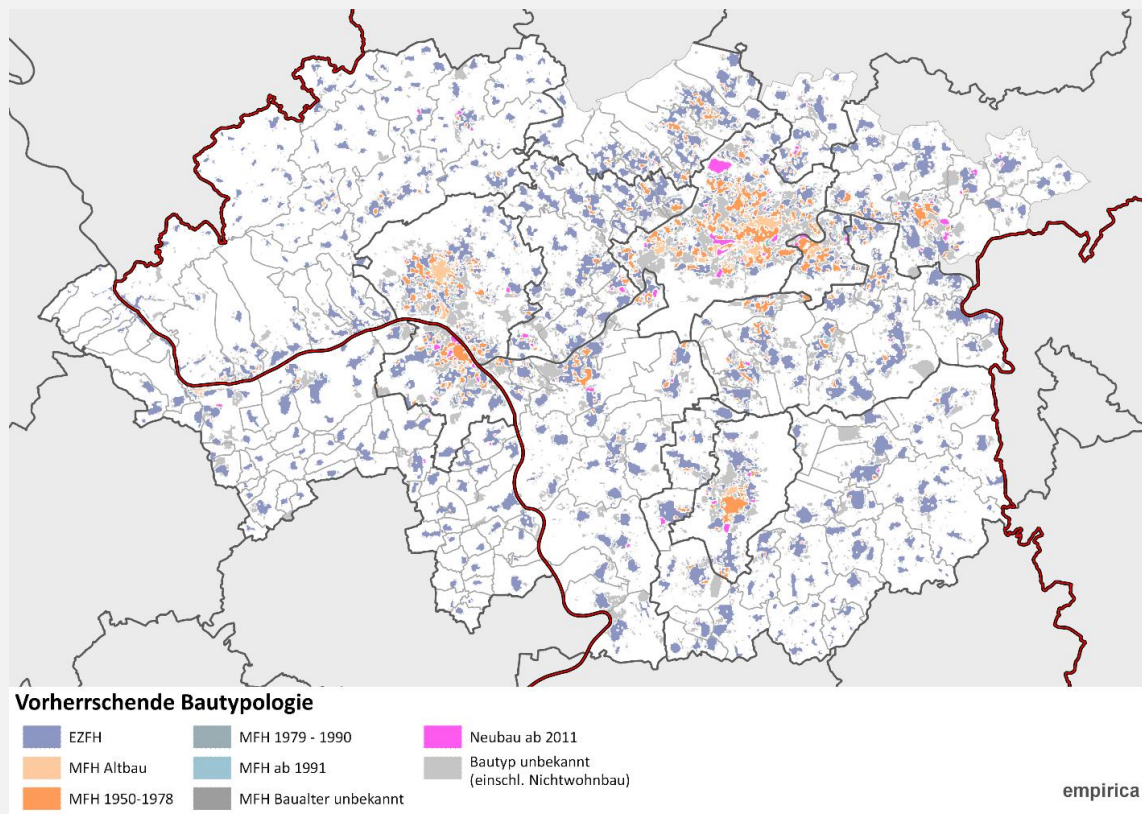 Vorherrschende Bautypologie
EZFH
MFH Altbau
MFH 1950-1978
MFH 1979 - 1990
MFH ab 1991
MFH Baualter unbekannt
Neubau ab 2011
Bautyp unbekannt
(einschl. Nichtwohnbau)
empirica